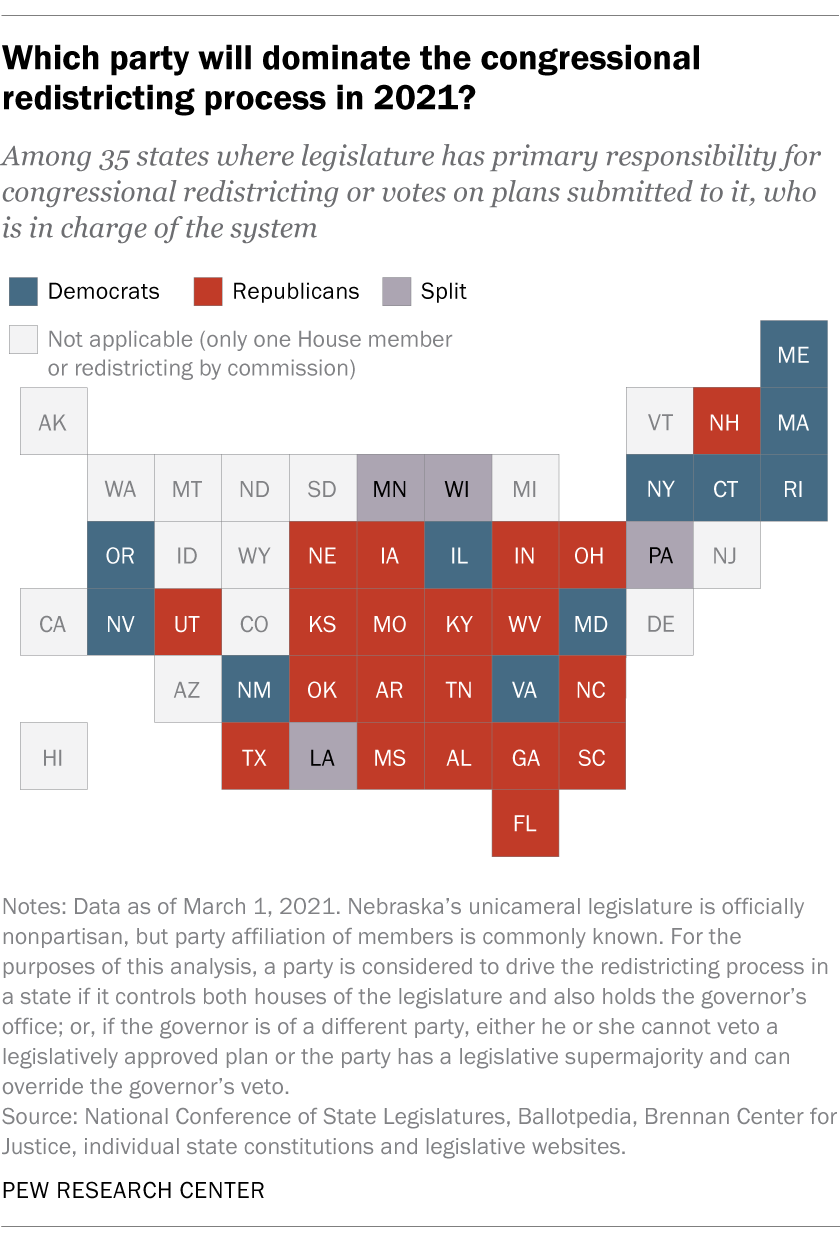 Which party will dominate the congressional
redistricting process in 2021?
Among 35 states where legislature has primary responsibility for
congressional redistricting or votes on plans submitted to it, who
is in charge of the system
Democrats Republicans Split
Not applicable (only one House member
or redistricting by commission)
ME
AK VT NH MA
WA MT ND SD MN WI MI NY CT RI
OR ID WY NE IA IL IN OH PA NJ
CA NV UT CO KS MO KY WV MD DE
AZ NM OK AR TN VA NC
HI TX LA MS AL GA SC
FL
Notes: Data as of March 1, 2021. Nebraska’s unicameral legislature is officially
nonpartisan, but party affiliation of members is commonly known. For the
purposes of this analysis, a party is considered to drive the redistricting process in
a state if it controls both houses of the legislature and also holds the governor’s
office; or, if the governor is of a different party, either he or she cannot veto a
legislatively approved plan or the party has a legislative supermajority and can
override the governor’s veto.
Source: National Conference of State Legislatures, Ballotpedia, Brennan Center for
Justice, individual state constitutions and legislative websites.
PEW RESEARCH CENTER